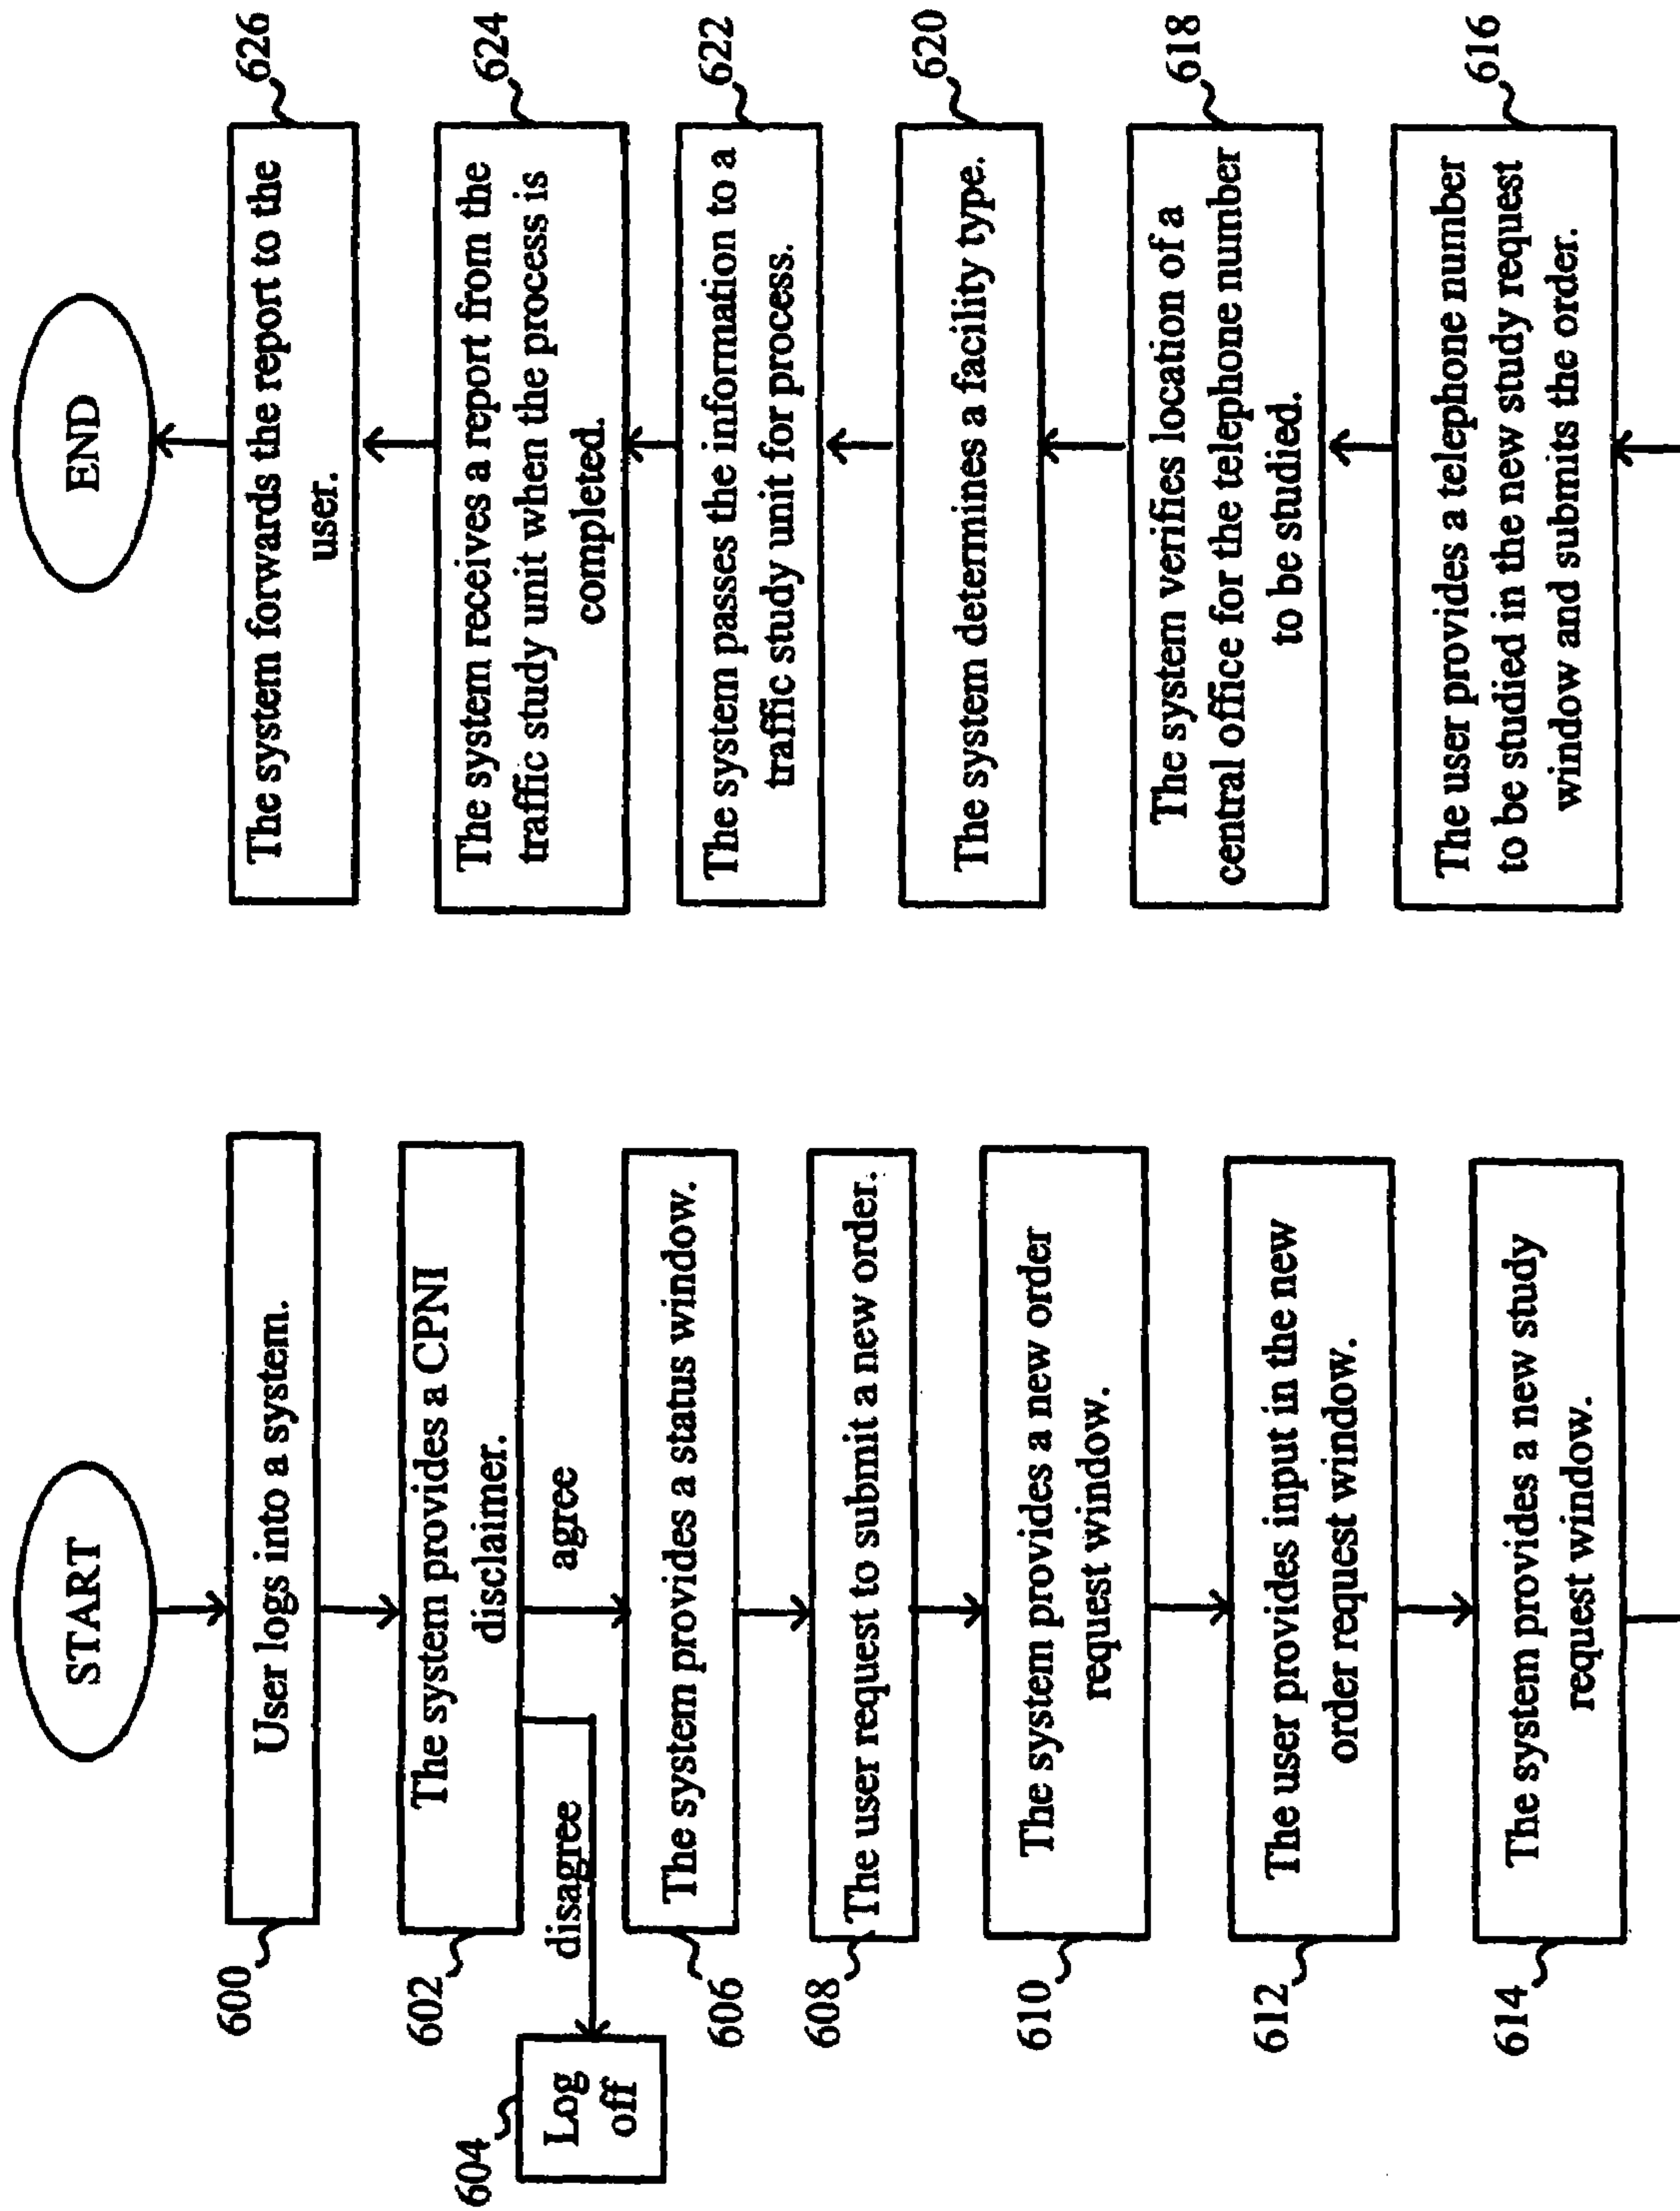 START
600
User logs into a system.
602
The system provides a CPNI
disclaimer.
disagree
agree
604
Log
off
606
The system provides a status window.
608
The user request to submit a new order.
610
The system provides a new order
request window.
612
The user provides input in the new
order request window.
614
The system provides a new study
request window.
616
The user provides a telephone number
to be studied in the new study request
window and submits the order.
618
The system verifies location of a
central office for the telephone number
to be studied.
620
The system determines a facility type.
622
The system passes the information to a
traffic study unit for process.
624
The system receives a report from the
traffic study unit when the process is
completed.
626
The system forwards the report to the
user.
END